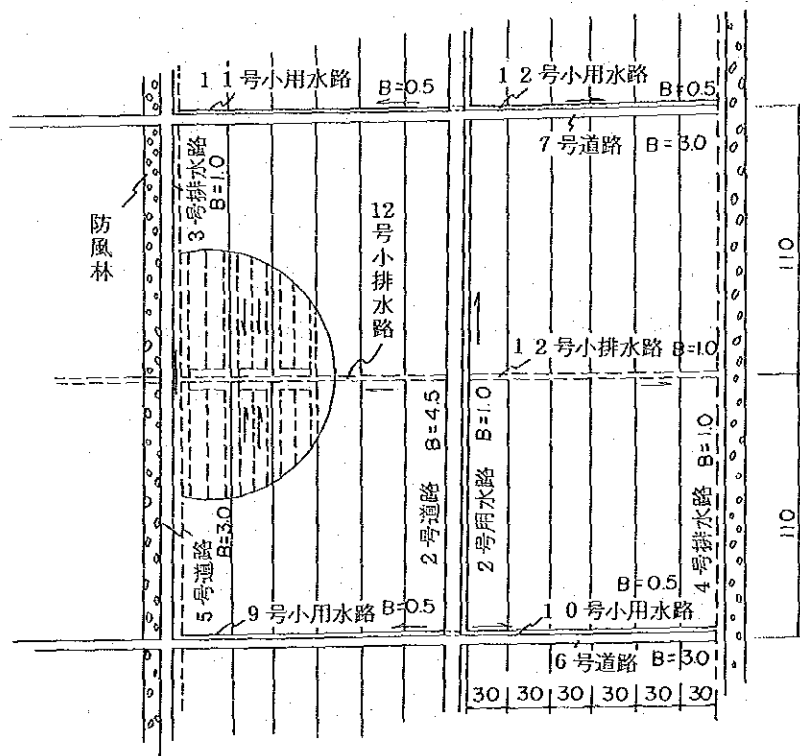 11号小用水路 B=0.5
12号小用水路 B=0.5
7号道路 B=3.0
3号排水路
B=1.0
防風林
12号小排水路
110
12号小排水路 B=1.0
2号道路 B=4.5
2号用水路 B=1.0
4号排水路 B=1.0
110
5号道路
B=3.0
9号小用水路 B=0.5
B=0.5
10号小用水路
6号道路 B=3.0
30 30 30 30 30 30